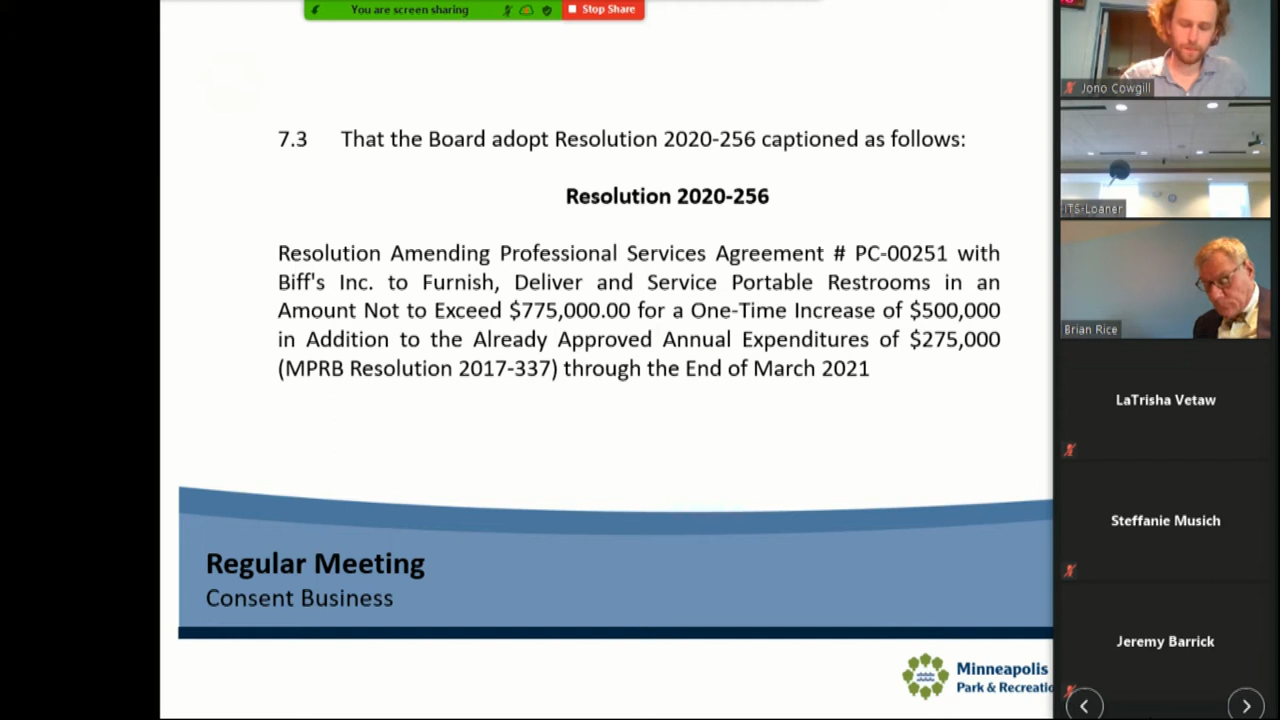 You are screen sharing
Stop Share
7.3 That the Board adopt Resolution 2020-256 captioned as follows:
Resolution 2020-256
Resolution Amending Professional Services Agreement # PC-00251 with
Biff's Inc. to Furnish, Deliver and Service Portable Restrooms in an
Amount Not to Exceed $775,000.00 for a One-Time Increase of $500,000
in Addition to the Already Approved Annual Expenditures of $275,000
(MPRB Resolution 2017-337) through the End of March 2021
Regular Meeting
Consent Business
Minneapolis
Park & Recreatio
Jono Cowgill
ITS-Loaner
Brian Rice
LaTrisha Vetaw
Steffanie Musich
Jeremy Barrick